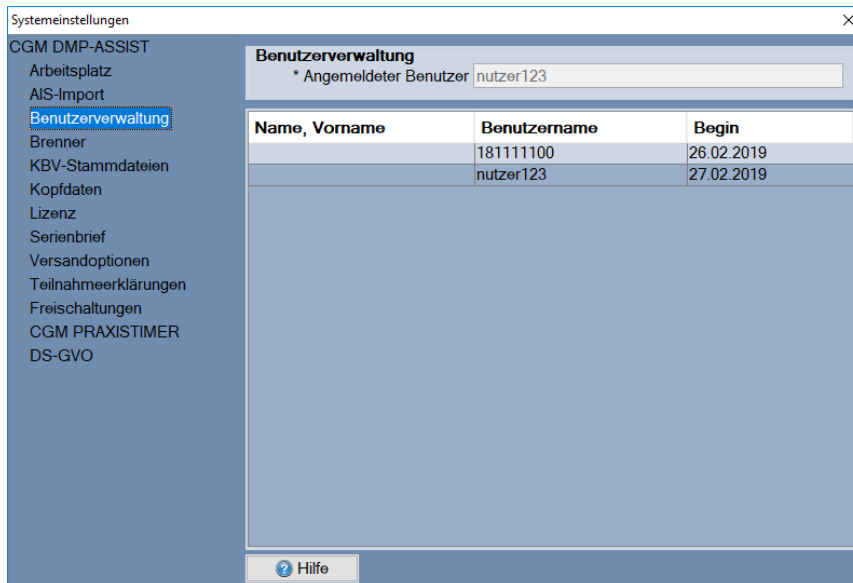 Systemeinstellungen
CGM DMP-ASSIST
Arbeitsplatz
AIS-Import
Benutzerverwaltung
Brenner
KBV-Stammdateien
Kopfdaten
Lizenz
Serienbrief
Versandoptionen
Teilnahmeerklärungen
Freischaltungen
CGM PRAXISTIMER
DS-GVO
Benutzerverwaltung
* Angemeldeter Benutzer nutzer123
Name, Vorname Benutzername Begin
181111100 26.02.2019
nutzer123 27.02.2019
Hilfe